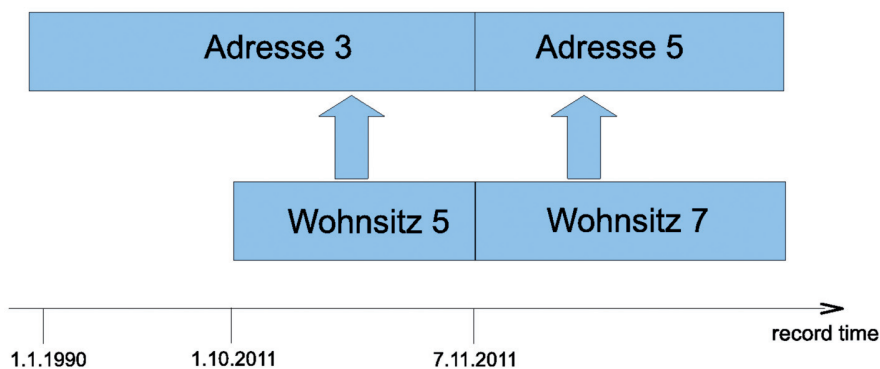 Adresse 3
Adresse 5
Wohnsitz 5
Wohnsitz 7
record time
1.1.1990
1.10.2011
7.11.2011